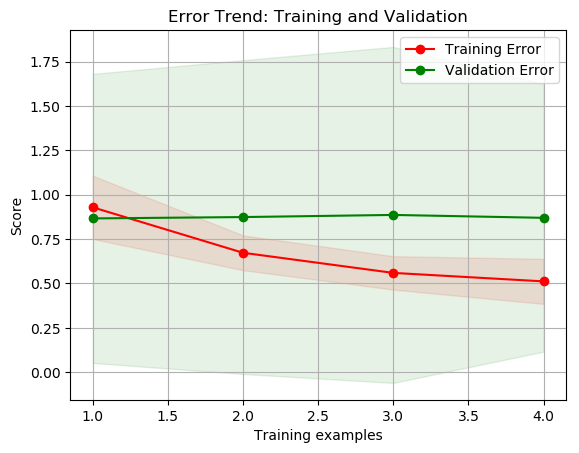 Error Trend: Training and Validation
Training Error
Validation Error
Score
1.75
1.50
1.25
1.00
0.75
0.50
0.25
0.00
1.0 1.5 2.0 2.5 3.0 3.5 4.0
Training examples